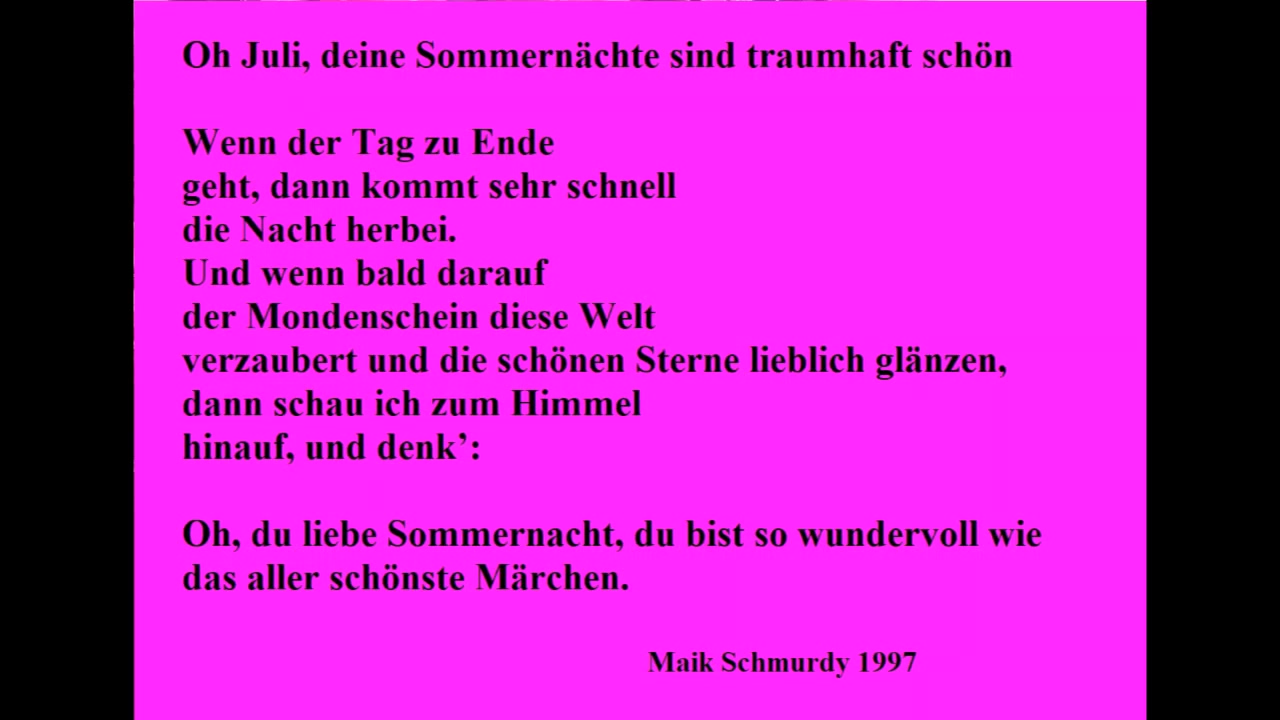 Oh Juli, deine Sommernächte sind traumhaft schön
Wenn der Tag zu Ende
geht, dann kommt sehr schnell
die Nacht herbei.
Und wenn bald darauf
der Mondenschein diese Welt
verzaubert und die schönen Sterne lieblich glänzen,
dann schau ich zum Himmel
hinauf, und denk’:
Oh, du liebe Sommernacht, du bist so wundervoll wie
das aller schönste Märchen.
Maik Schmurdy 1997